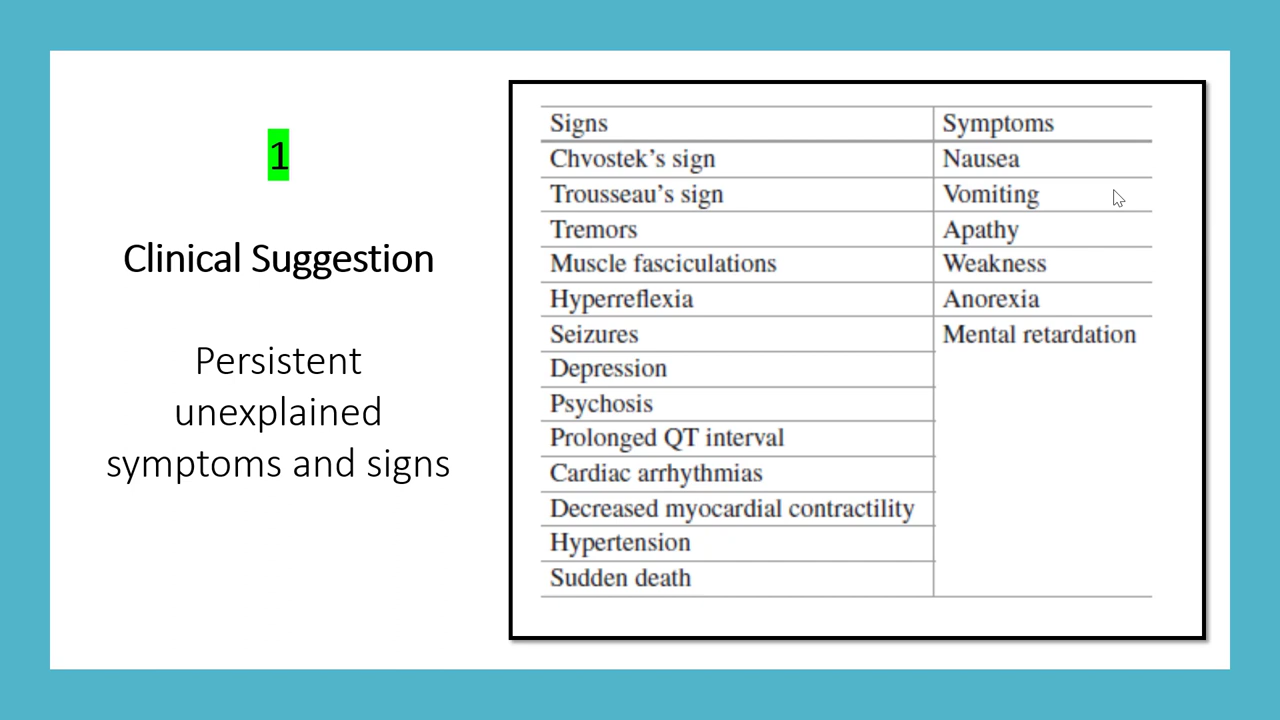 1
Clinical Suggestion
Persistent
unexplained
symptoms and signs
Signs Symptoms
Chvostek’s sign Nausea
Trousseau’s sign Vomiting
Tremors Apathy
Muscle fasciculations Weakness
Hyperreflexia Anorexia
Seizures Mental retardation
Depression
Psychosis
Prolonged QT interval
Cardiac arrhythmias
Decreased myocardial contractility
Hypertension
Sudden death